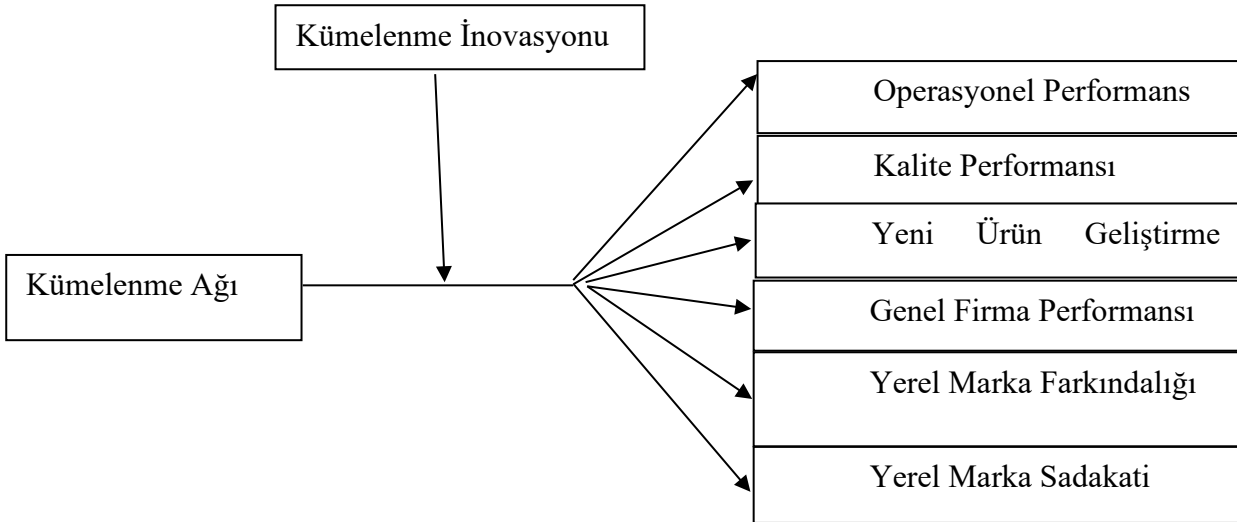 Kümelenme İnovasyonu
Operasyonel Performans
Kalite Performansı
Yeni Ürün Geliştirme
Kümelenme Ağı
Genel Firma Performansı
Yerel Marka Farkındalığı
Yerel Marka Sadakati